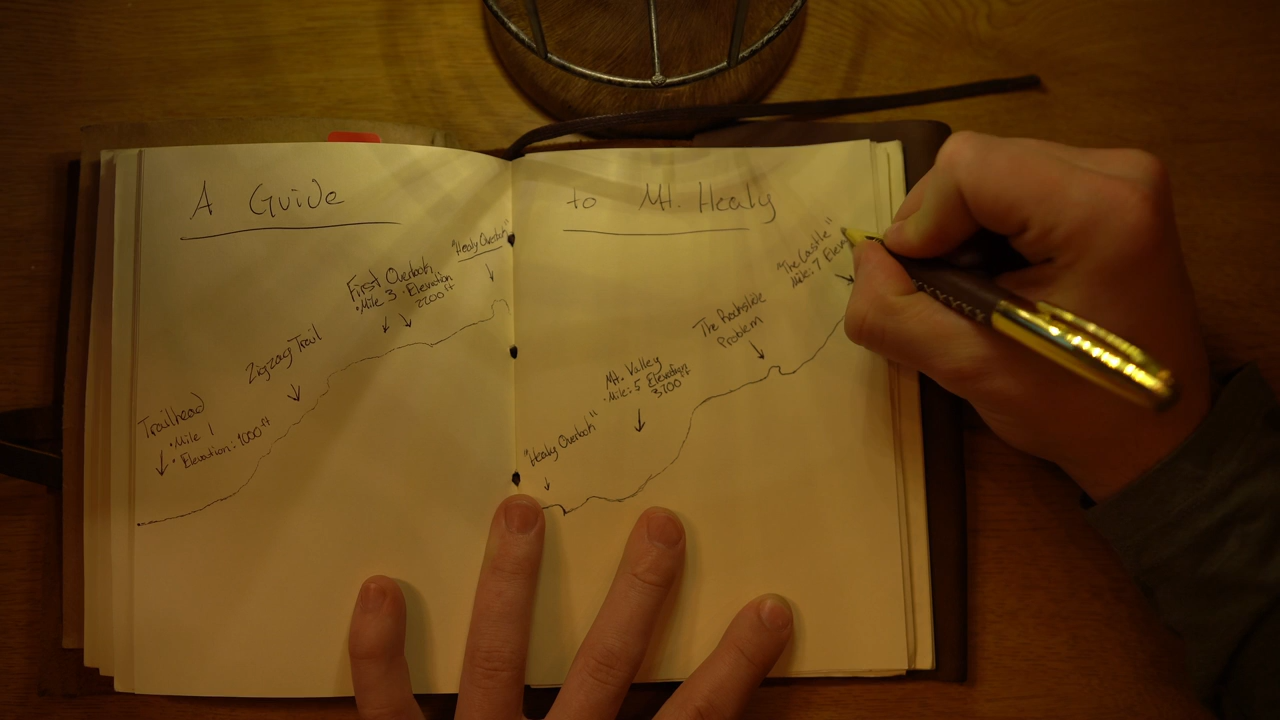 A Guide
to Mt. Healy
Trailhead
• Mile 1
• Elevation: 1000 ft
Zigzag Trail
First Overlook
• Mile 3 • Elevation
2200 ft
"Healy Overlook"
"Healy Overlook"
Mt. Valley
• Mile: 5 Elevation
3700 ft
The Rockslide
Problem
"The Castle"
Mile: 7 Elev